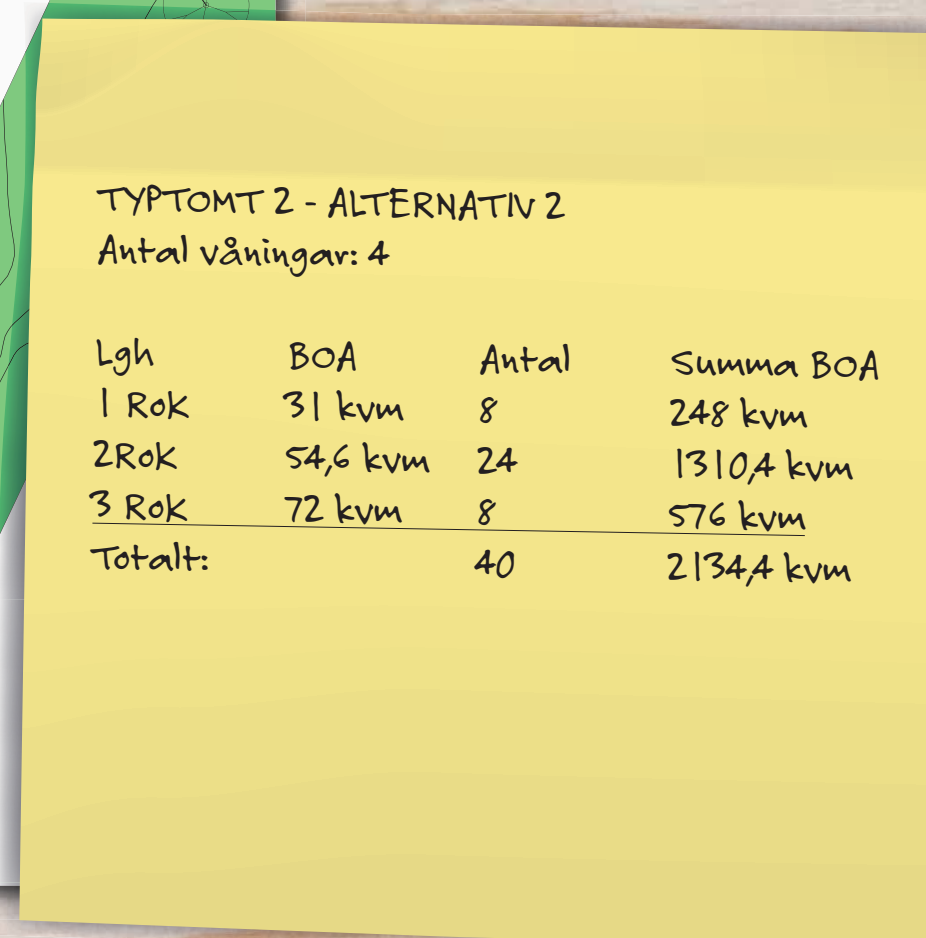 TYPTOMT 2 - ALTERNATIV 2
Antal våningar: 4
Lgh BOA Antal Summa BOA
1 RoK 31 kvm 8 248 kvm
2RoK 54,6 kvm 24 1310,4 kvm
3 RoK 72 kvm 8 576 kvm
Totalt: 40 2134,4 kvm